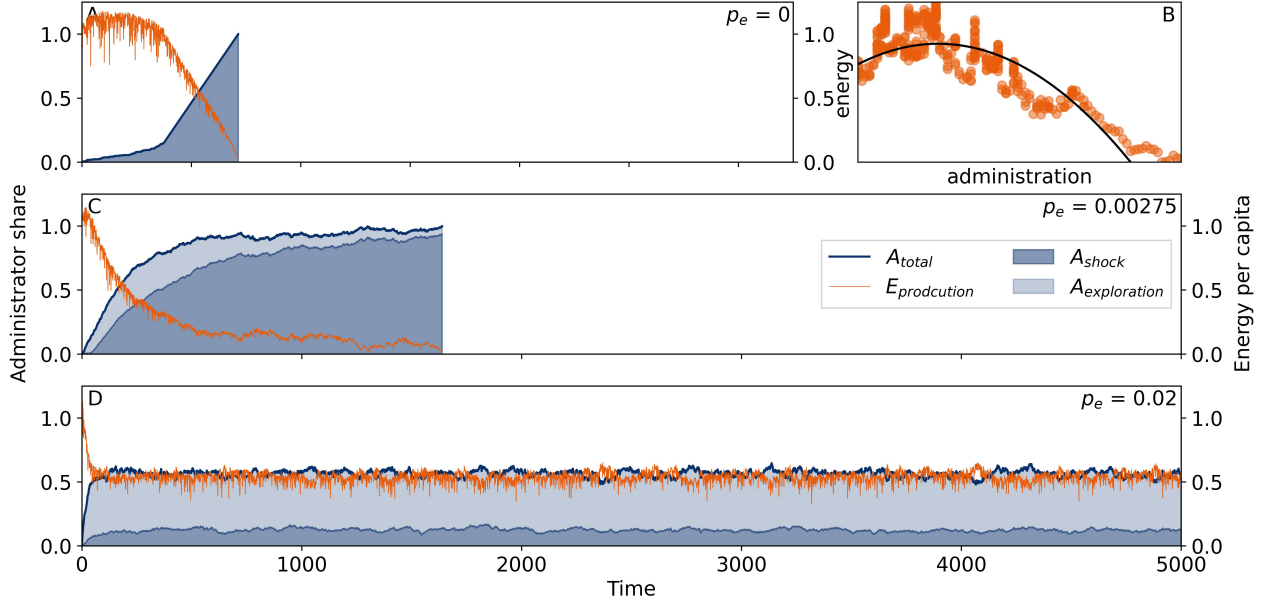 A
p_e = 0
B
1.0
0.5
0.0
1.0
0.5
0.0
energy
administration
C
p_e = 0.00275
1.0
0.5
0.0
1.0
0.5
0.0
A_total
A_shock
E_prodcution
A_exploration
Administrator share
Energy per capita
D
p_e = 0.02
1.0
0.5
0.0
1.0
0.5
0.0
0
1000
2000
3000
4000
5000
Time